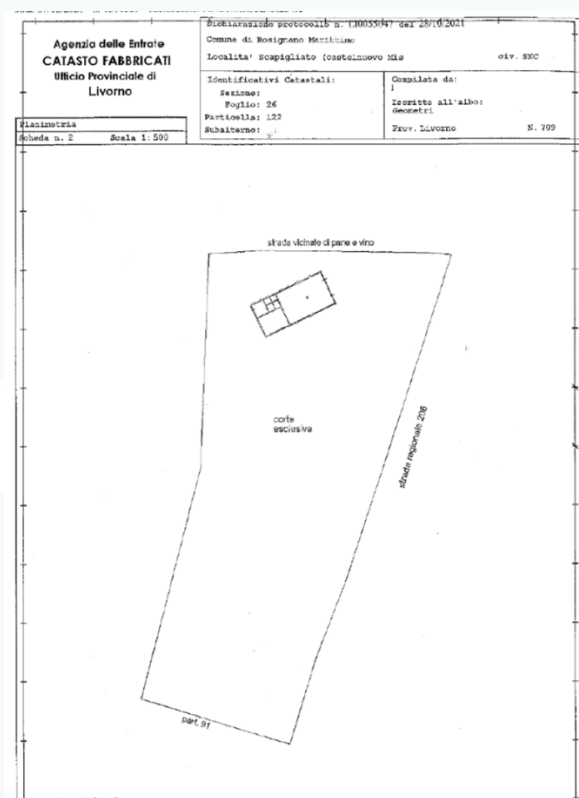 Agenzia delle Entrate
CATASTO FABBRICATI
Ufficio Provinciale di
Livorno
Dichiarazione protocollo n. del 28/10/2021
Comune di Rosignano Marittimo
Localita' Scapigliato (castelnuovo Mis civ. SNC
Identificativi Catastali:
Sezione:
Foglio: 26
Particella: 122
Subalterno:
Compilata da:
Iscritto all'albo:
Geometri
Prov. Livorno N. 709
Planimetria
Scheda n. 2 Scala 1:500
strada vicinale di pane e vino
corte
esclusiva
strada regionale 206
part. 91